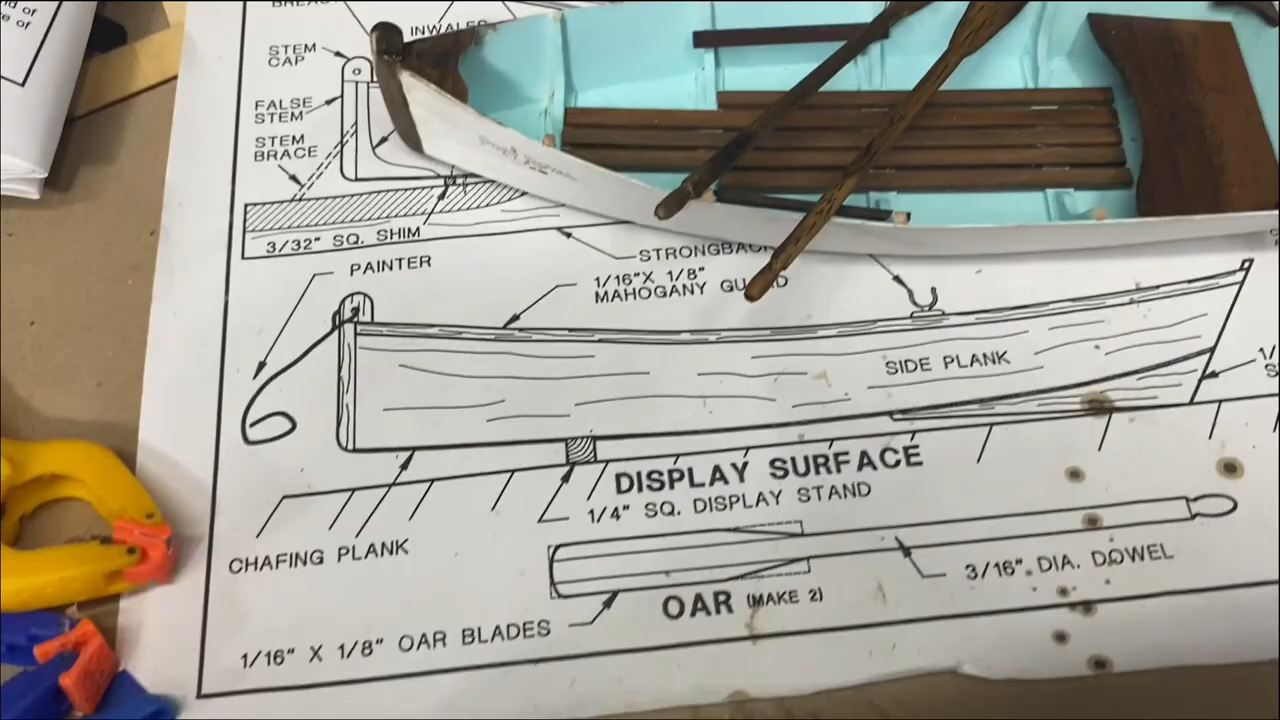 INWALES
STEM
CAP
FALSE
STEM
STEM
BRACE
3/32" SQ. SHIM
PAINTER
1/16"X 1/8"
MAHOGANY
SIDE PLANK
DISPLAY SURFACE
1/4" SQ. DISPLAY STAND
CHAFING PLANK
3/16". DIA. DOWEL
OAR (MAKE 2)
1/16" X 1/8" OAR BLADES